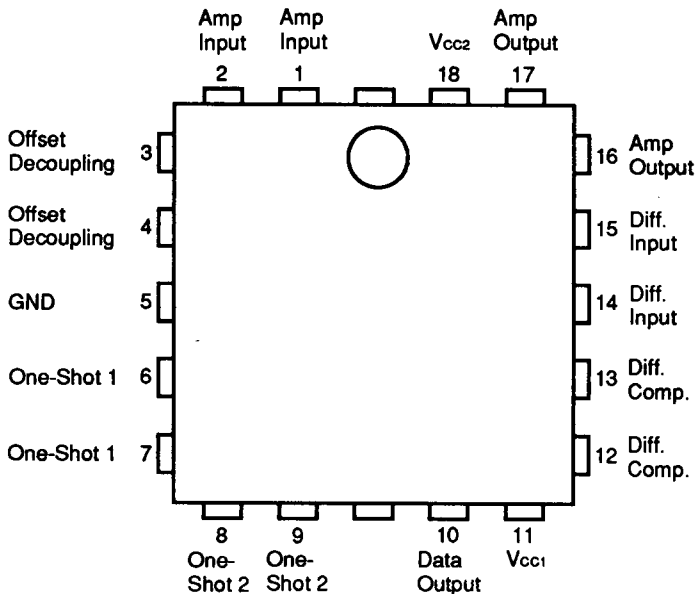 Amp
Input
Amp
Input
VCC2
Amp
Output
2
1
18
17
Offset
Decoupling
3
16
Amp
Output
Offset
Decoupling
4
15
Diff.
Input
GND
5
14
Diff.
Input
One-Shot 1
6
13
Diff.
Comp.
One-Shot 1
7
12
Diff.
Comp.
8
9
10
11
One-
Shot 2
One-
Shot 2
Data
Output
VCC1